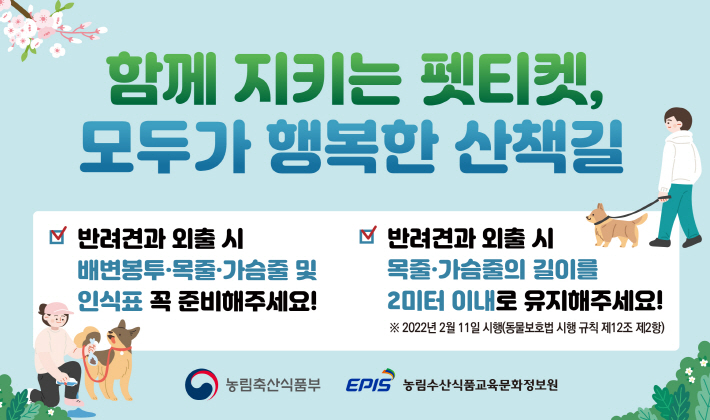 함께 지키는 펫티켓,
모두가 행복한 산책길
반려견과 외출 시
배변봉투·목줄·가슴줄 및
인식표 꼭 준비해주세요!
반려견과 외출 시
목줄·가슴줄의 길이를
2미터 이내로 유지해주세요!
※ 2022년 2월 11일 시행(동물보호법 시행 규칙 제12조 제2항)
농림축산식품부
EPIS 농림수산식품교육문화정보원